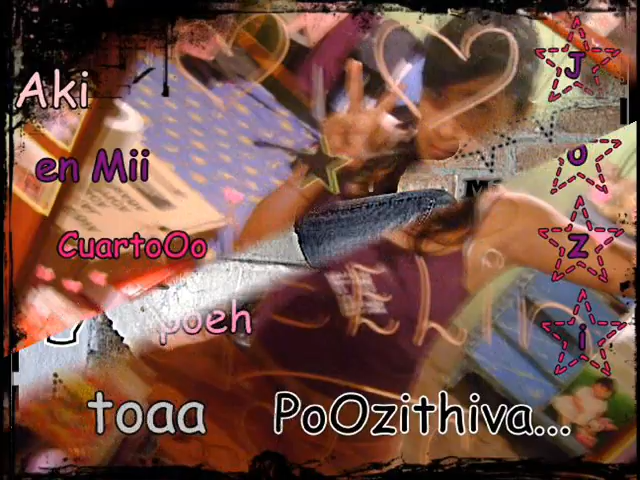 Aki
en Mii
CuartoOo
poeh
toaa
PoOzithiva...
J
o
z
i